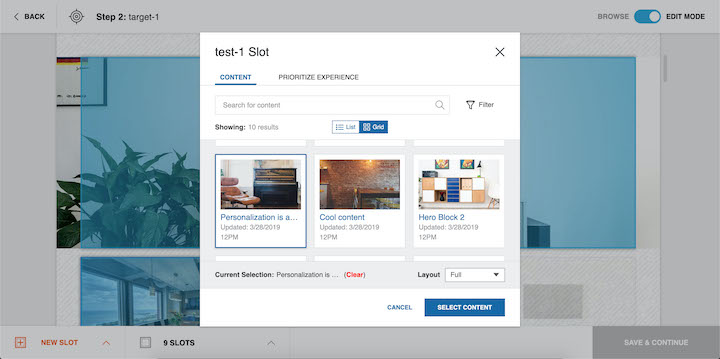 BACK
Step 2: target-1
BROWSE
EDIT MODE
test-1 Slot
CONTENT
PRIORITIZE EXPERIENCE
Search for content
Filter
Showing: 10 results
List
Grid
Personalization is a...
Updated: 3/28/2019
12PM
Cool content
Updated: 3/28/2019
12PM
Hero Block 2
Updated: 3/28/2019
12PM
Current Selection: Personalization is ... (Clear)
Layout
Full
CANCEL
SELECT CONTENT
NEW SLOT
9 SLOTS
SAVE & CONTINUE